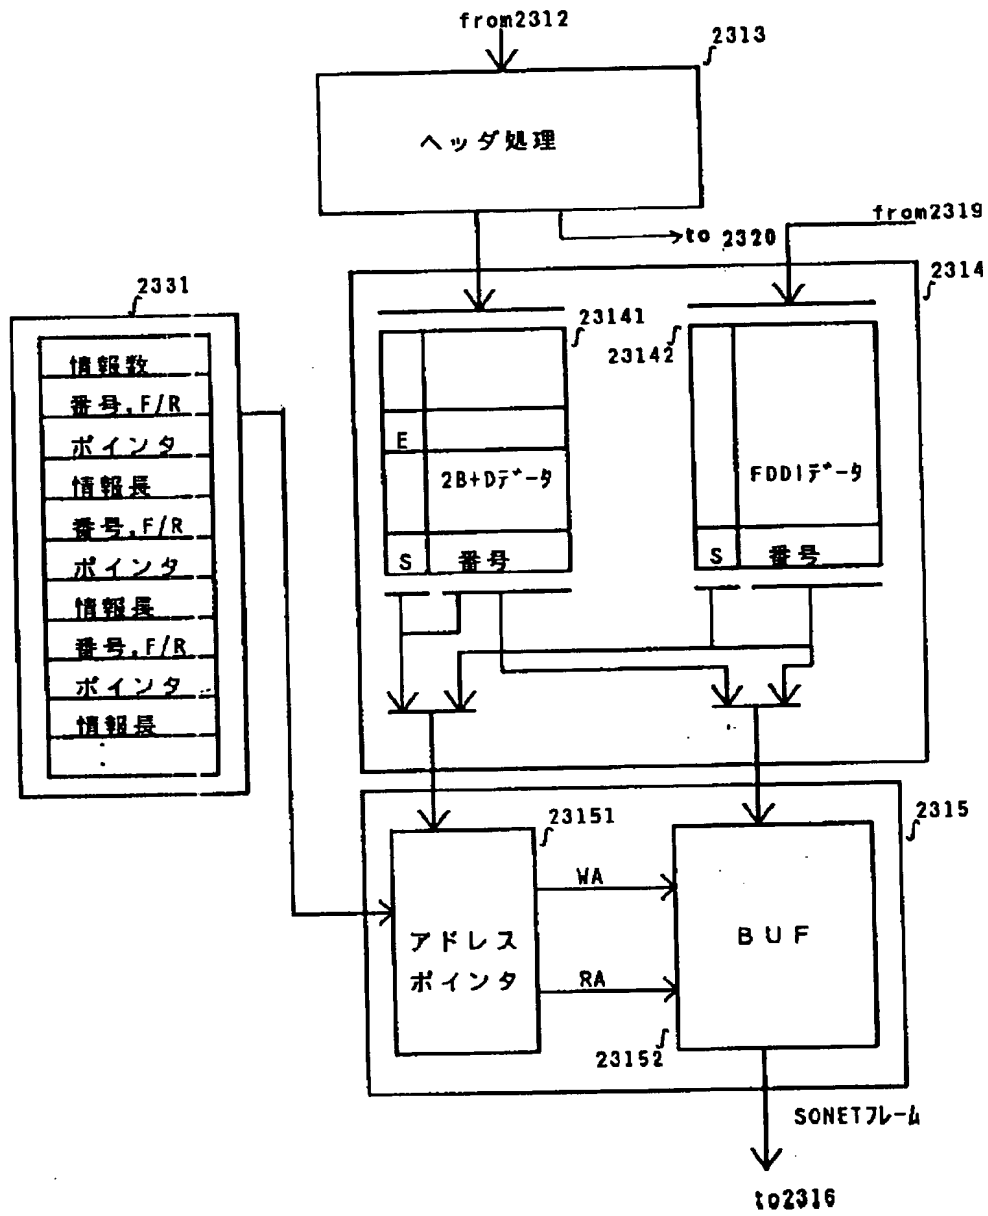 from2312
2313
ヘッダ処理
to 2320
from2319
2314
2331
情報数
番号,F/R
ポインタ
情報長
番号,F/R
ポインタ
情報長
番号,F/R
ポインタ
情報長
:
23141
E
2B+Dデータ
S 番号
23142
FDDIデータ
S 番号
2315
23151
アドレス
ポインタ
WA
RA
BUF
23152
SONETフレーム
to2316